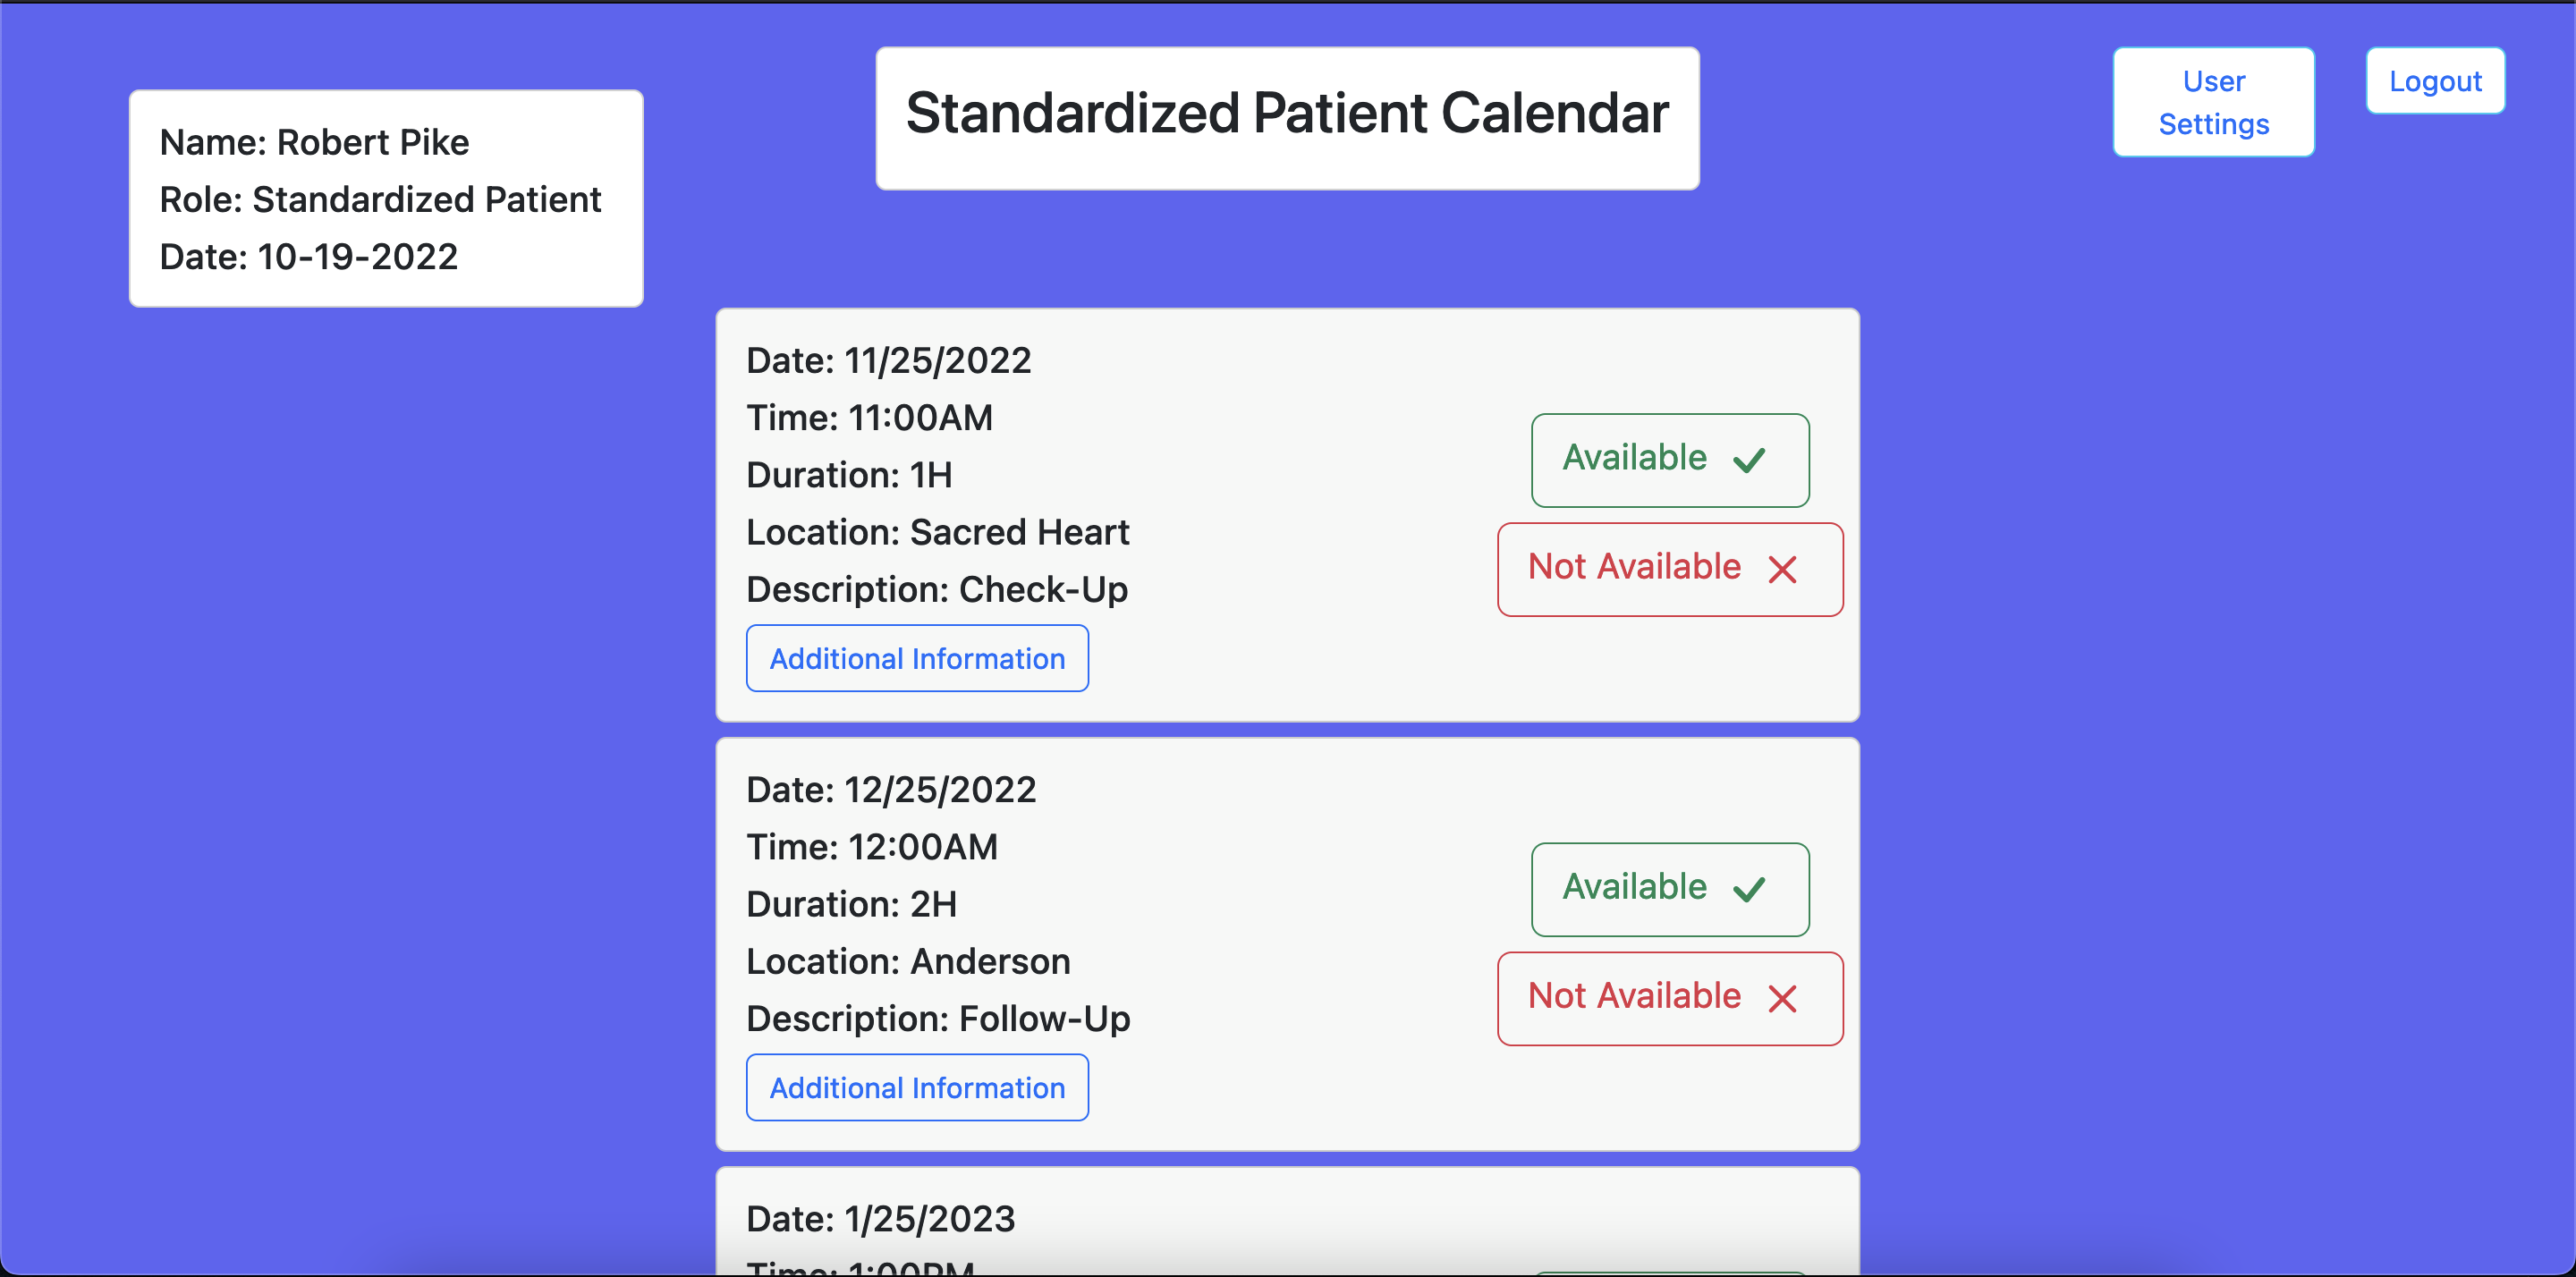 Standardized Patient Calendar
User
Settings
Logout
Name: Robert Pike
Role: Standardized Patient
Date: 10-19-2022
Date: 11/25/2022
Time: 11:00AM
Duration: 1H
Location: Sacred Heart
Description: Check-Up
Additional Information
Available
Not Available
Date: 12/25/2022
Time: 12:00AM
Duration: 2H
Location: Anderson
Description: Follow-Up
Additional Information
Available
Not Available
Date: 1/25/2023
Time: 1:00PM